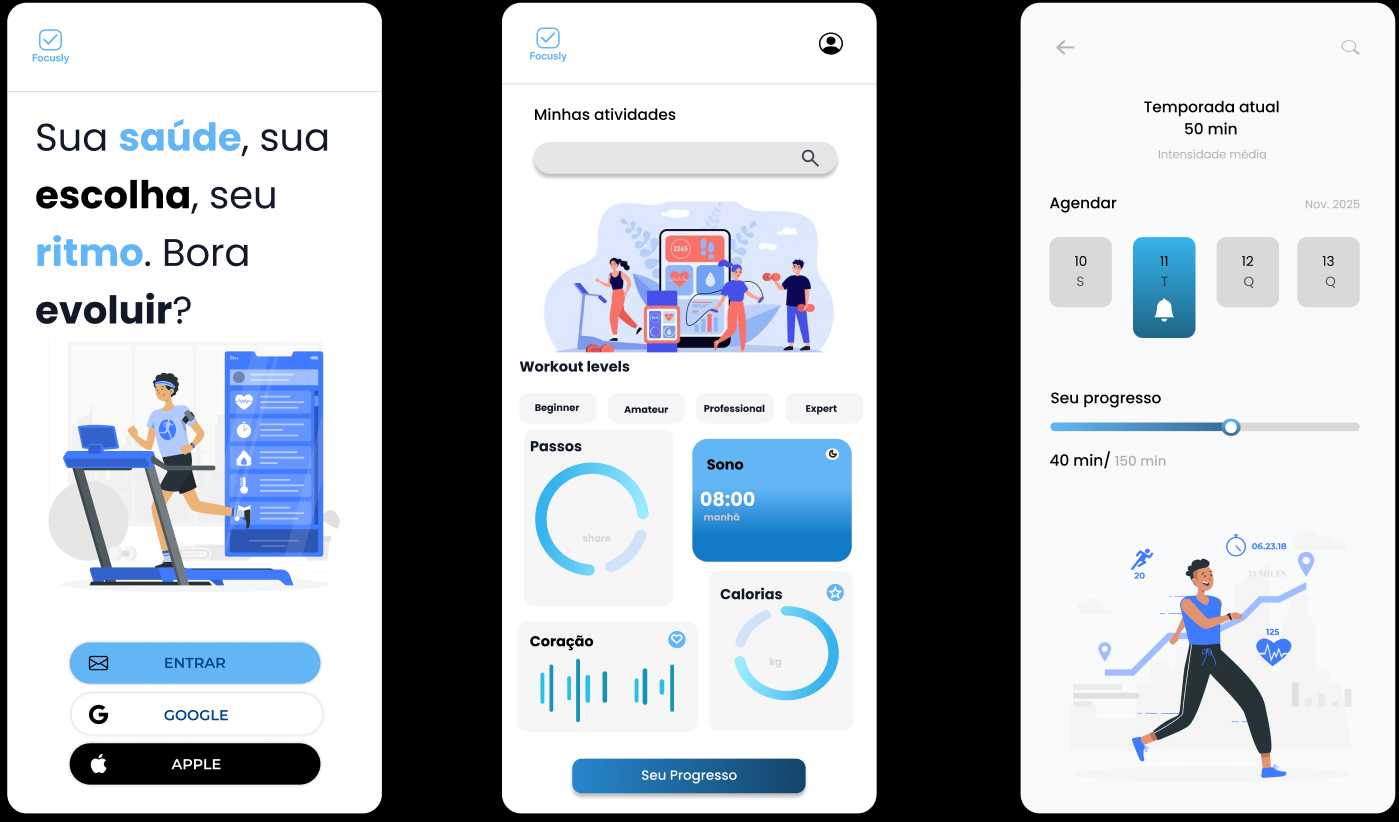 Focusly
Sua saúde, sua
escolha, seu
ritmo. Bora
evoluir?
ENTRAR
GOOGLE
APPLE
Focusly
Minhas atividades
2245
Workout levels
Beginner
Amateur
Professional
Expert
Passos
share
Sono
08:00
manhã
Calorias
kg
Coração
Seu Progresso
Temporada atual
50 min
Intensidade média
Agendar
Nov. 2025
10
S
11
T
12
Q
13
Q
Seu progresso
40 min/ 150 min
06.23.18
20
21 MILES
125